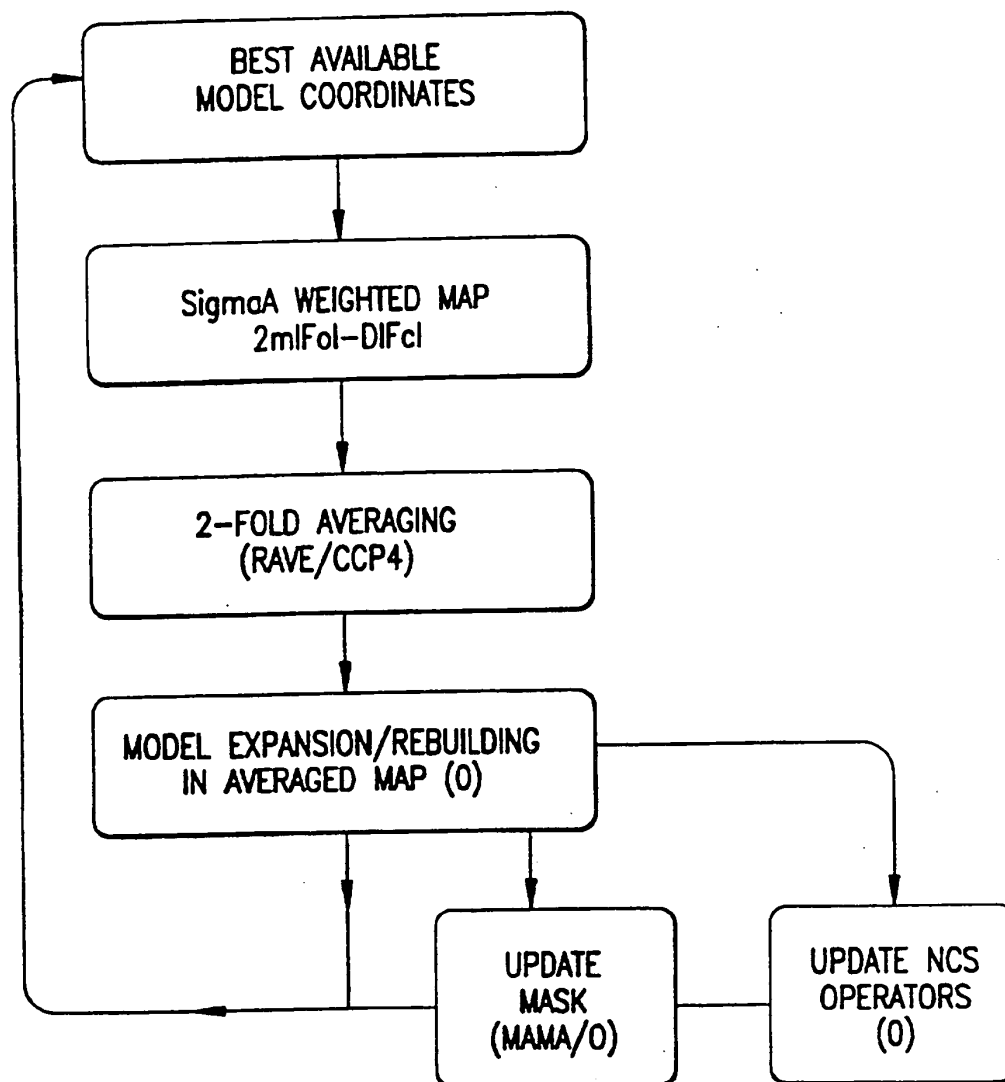 BEST AVAILABLE
MODEL COORDINATES
SigmaA WEIGHTED MAP
2m|Fo|-D|Fc|
2-FOLD AVERAGING
(RAVE/CCP4)
MODEL EXPANSION/REBUILDING
IN AVERAGED MAP (O)
UPDATE
MASK
(MAMA/O)
UPDATE NCS
OPERATORS
(O)